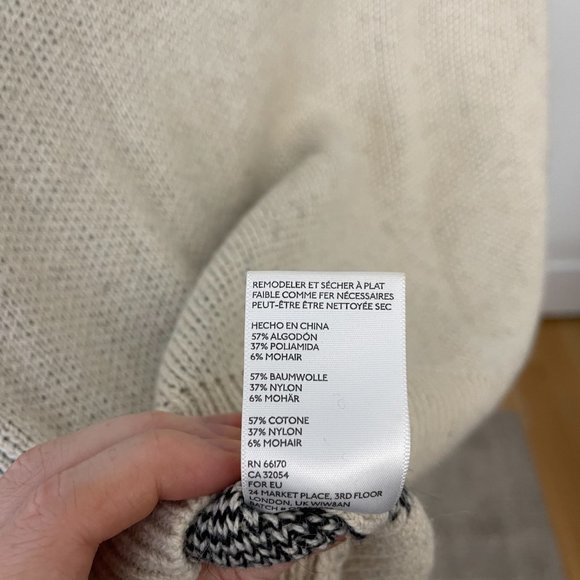 REMODELER ET SÉCHER À PLAT
FAIBLE COMME FER NÉCESSAIRES
PEUT-ÊTRE ÊTRE NETTOYÉE SEC
HECHO EN CHINA
57% ALGODÓN
37% POLIAMIDA
6% MOHAIR
57% BAUMWOLLE
37% NYLON
6% MOHÄR
57% COTONE
37% NYLON
6% MOHAIR
RN 66170
CA 32054
FOR EU
24 MARKET PLACE, 3RD FLOOR
LONDON, UK WIW8AN
BATCH